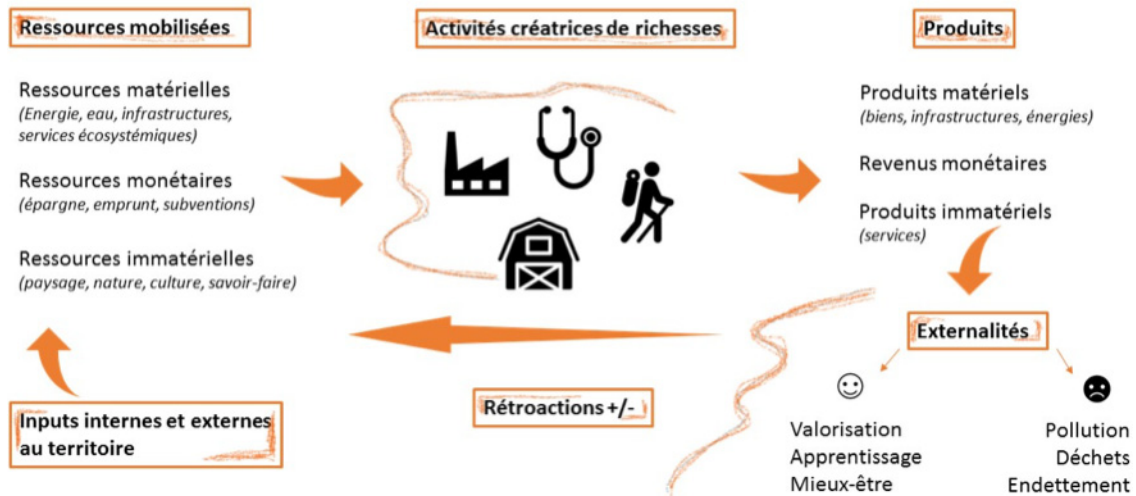 Ressources mobilisées
Ressources matérielles
(Energie, eau, infrastructures,
services écosystémiques)
Ressources monétaires
(épargne, emprunt, subventions)
Ressources immatérielles
(paysage, nature, culture, savoir-faire)
Inputs internes et externes
au territoire
Activités créatrices de richesses
Rétroactions +/-
Produits
Produits matériels
(biens, infrastructures, énergies)
Revenus monétaires
Produits immatériels
(services)
Externalités
Valorisation
Apprentissage
Mieux-être
Pollution
Déchets
Endettement